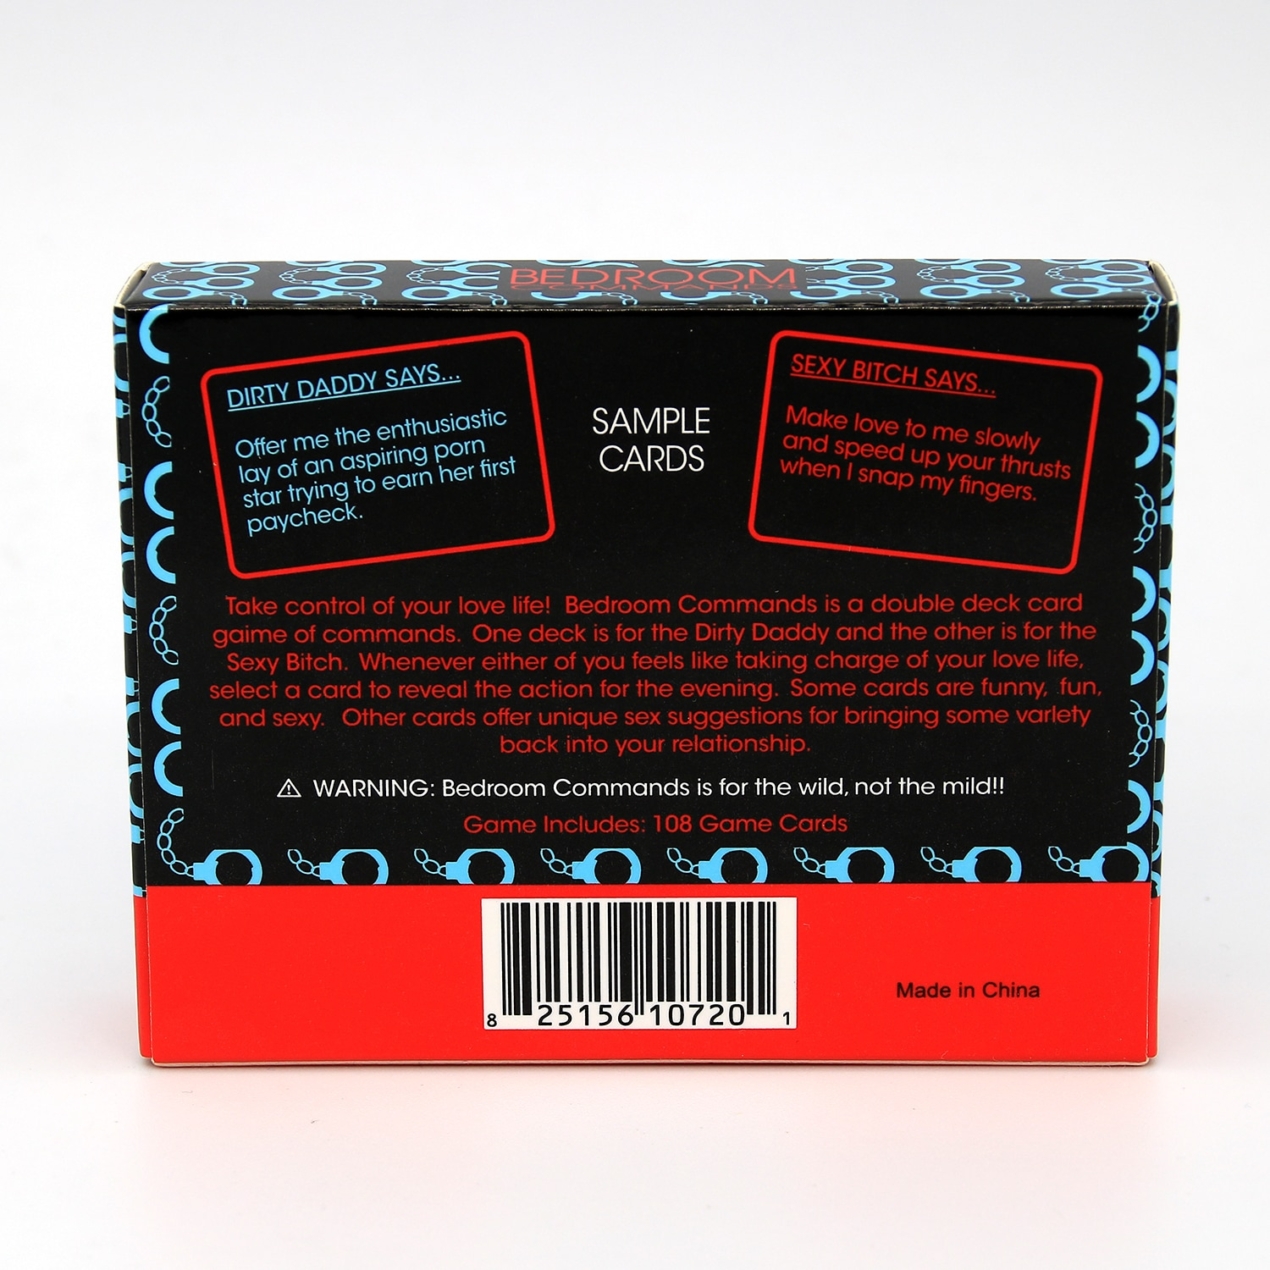 BEDROOM
COMMANDS
DIRTY DADDY SAYS...
Offer me the enthusiastic
lay of an aspiring porn
star trying to earn her first
paycheck.
SAMPLE
CARDS
SEXY BITCH SAYS...
Make love to me slowly
and speed up your thrusts
when I snap my fingers.
Take control of your love life! Bedroom Commands is a double deck card
gaime of commands. One deck is for the Dirty Daddy and the other is for the
Sexy Bitch. Whenever either of you feels like taking charge of your love life,
select a card to reveal the action for the evening. Some cards are funny, fun,
and sexy. Other cards offer unique sex suggestions for bringing some varlety
back into your relationship.
⚠ WARNING: Bedroom Commands is for the wild, not the mild!!
Game Includes: 108 Game Cards
8 25156 10720 1
Made in China